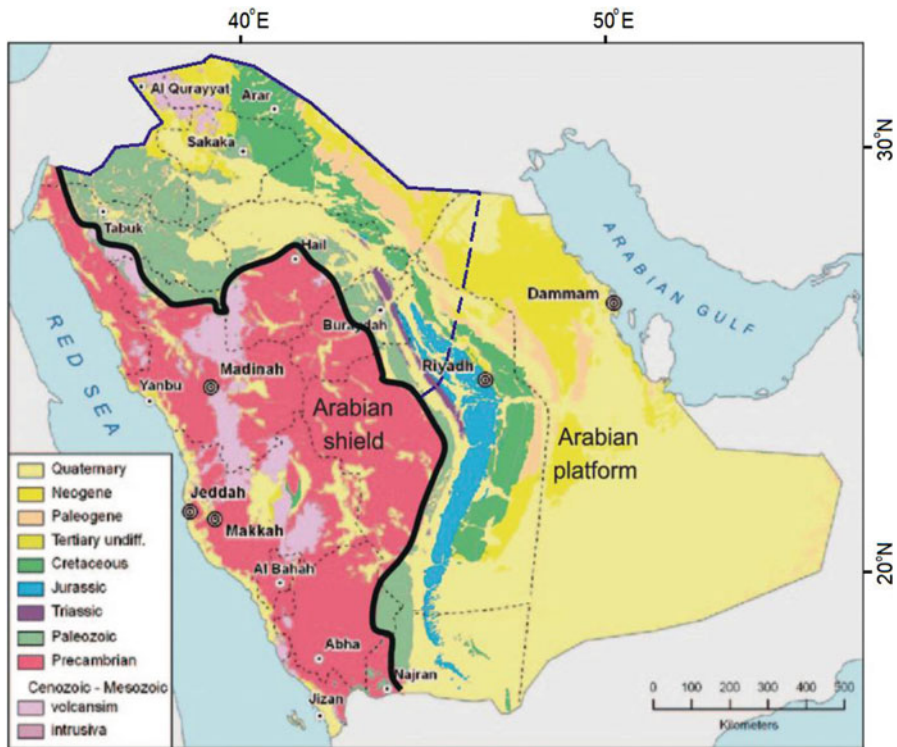 40°E
50°E
30°N
20°N
Al Qurayyat
Arar
Sakaka
Tabuk
Hail
Buraydah
Dammam
ARABIAN GULF
RED SEA
Riyadh
Madinah
Yanbu
Arabian
shield
Arabian
platform
Jeddah
Makkah
Al Bahah
Abha
Najran
Jizan
Quaternary
Neogene
Paleogene
Tertiary undiff.
Cretaceous
Jurassic
Triassic
Paleozoic
Precambrian
Cenozoic - Mesozoic
volcansim
intrusiva
0 100 200 300 400 500
Kilometers